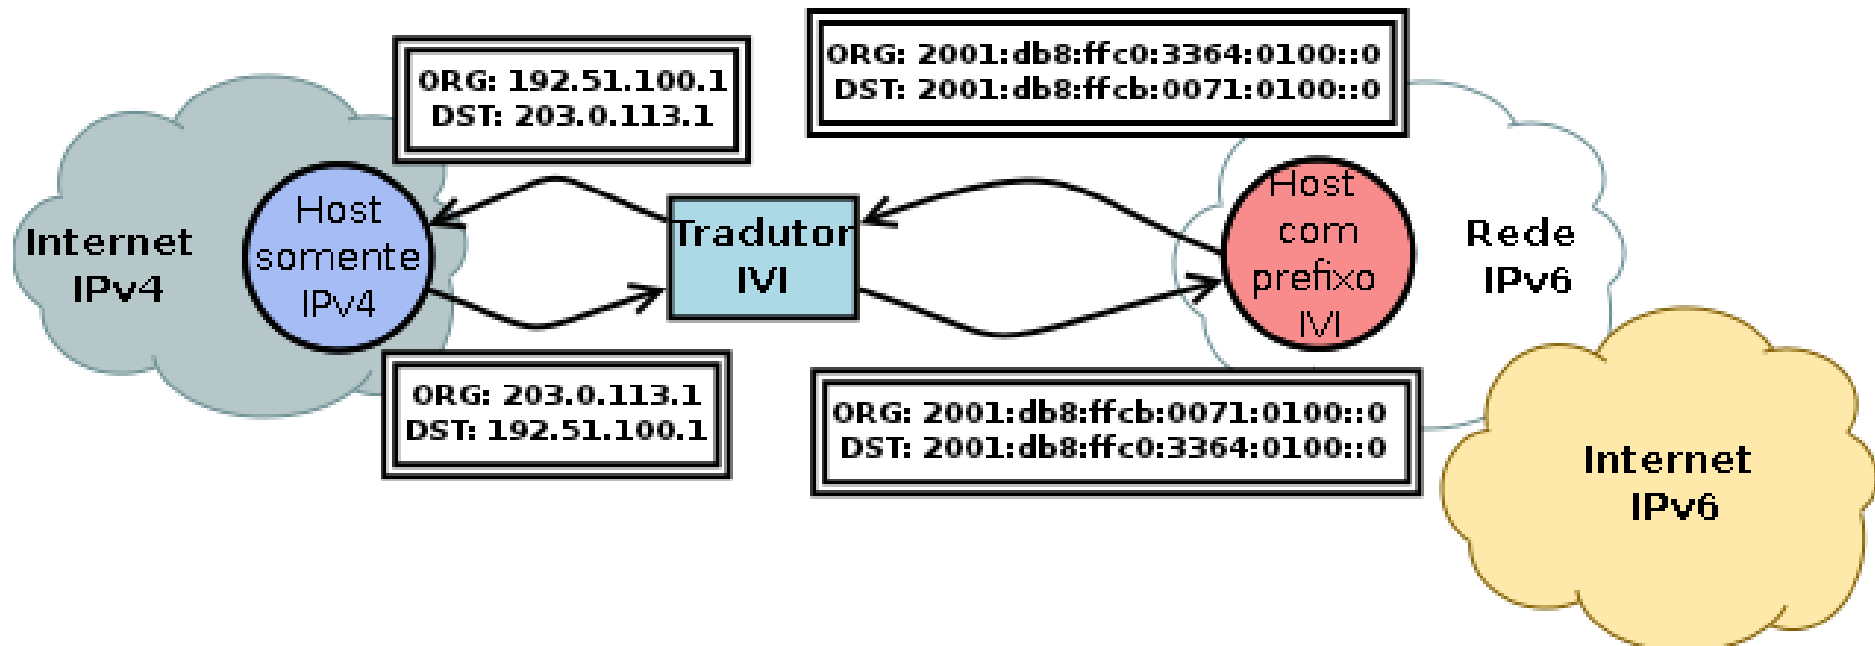 ORG: 2001:db8:ffc0:3364:0100::0
DST: 2001:db8:ffcb:0071:0100::0
ORG: 192.51.100.1
DST: 203.0.113.1
Internet
IPv4
Host
somente
IPv4
Tradutor
IVI
Host
com
prefixo
IVI
Rede
IPv6
ORG: 203.0.113.1
DST: 192.51.100.1
ORG: 2001:db8:ffcb:0071:0100::0
DST: 2001:db8:ffc0:3364:0100::0
Internet
IPv6